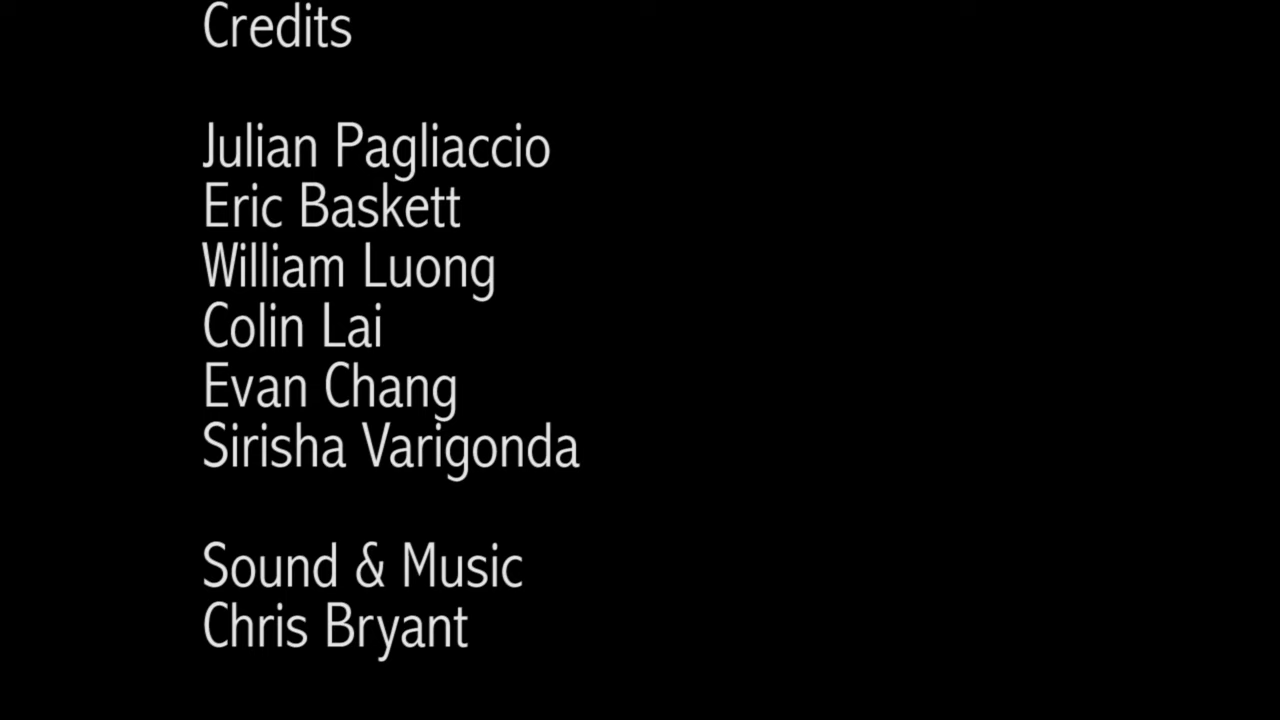 Credits
Julian Pagliaccio
Eric Baskett
William Luong
Colin Lai
Evan Chang
Sirisha Varigonda
Sound & Music
Chris Bryant